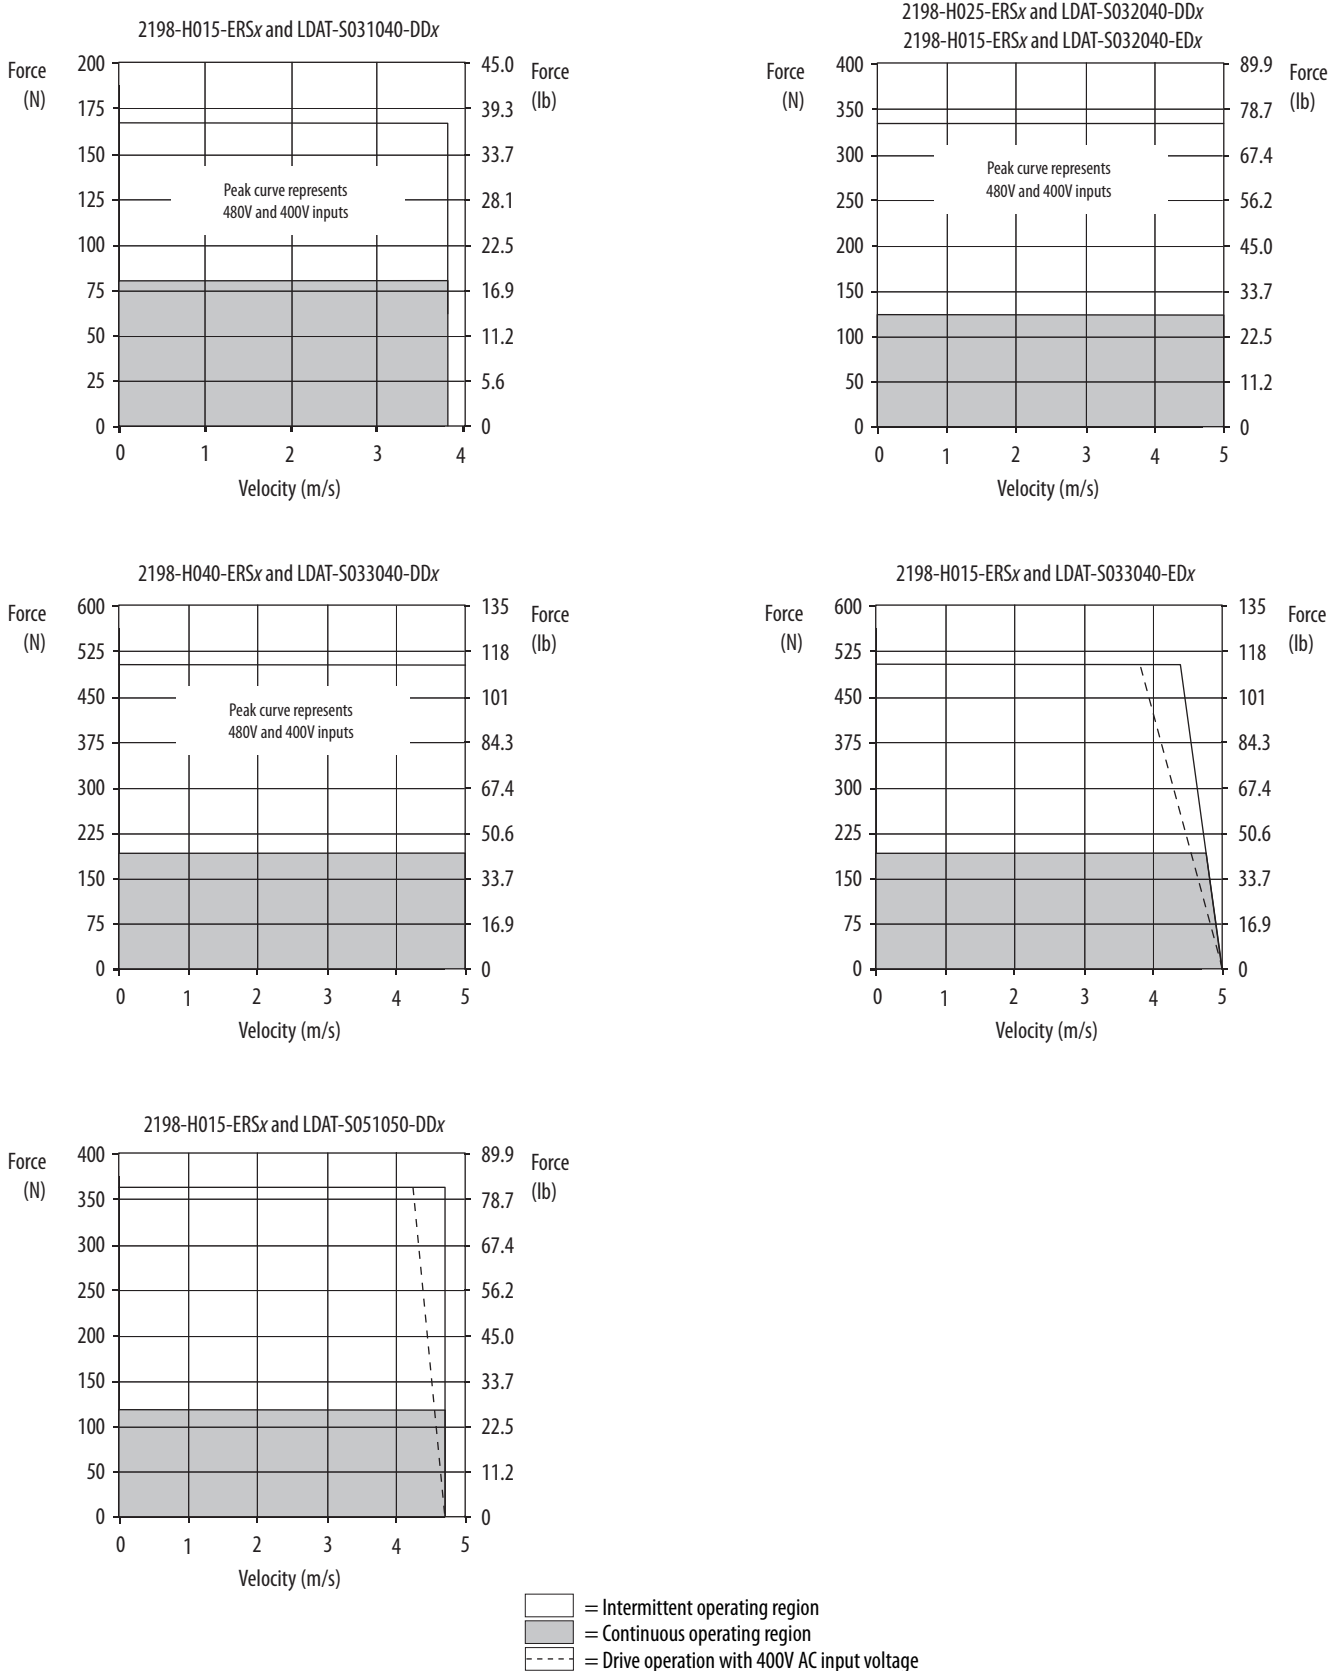 2198-H015-ERSx and LDAT-S031040-DDx
Force
(N)
200
175
150
125
100
75
50
25
0
45.0
39.3
33.7
28.1
22.5
16.9
11.2
5.6
0
Force
(lb)
Peak curve represents
480V and 400V inputs
0 1 2 3 4
Velocity (m/s)
2198-H025-ERSx and LDAT-S032040-DDx
2198-H015-ERSx and LDAT-S032040-EDx
Force
(N)
400
350
300
250
200
150
100
50
0
89.9
78.7
67.4
56.2
45.0
33.7
22.5
11.2
0
Force
(lb)
Peak curve represents
480V and 400V inputs
0 1 2 3 4 5
Velocity (m/s)
2198-H040-ERSx and LDAT-S033040-DDx
Force
(N)
600
525
450
375
300
225
150
75
0
135
118
101
84.3
67.4
50.6
33.7
16.9
0
Force
(lb)
Peak curve represents
480V and 400V inputs
0 1 2 3 4 5
Velocity (m/s)
2198-H015-ERSx and LDAT-S033040-EDx
Force
(N)
600
525
450
375
300
225
150
75
0
135
118
101
84.3
67.4
50.6
33.7
16.9
0
Force
(lb)
0 1 2 3 4 5
Velocity (m/s)
2198-H015-ERSx and LDAT-S051050-DDx
Force
(N)
400
350
300
250
200
150
100
50
0
89.9
78.7
67.4
56.2
45.0
33.7
22.5
11.2
0
Force
(lb)
0 1 2 3 4 5
Velocity (m/s)
= Intermittent operating region
= Continuous operating region
= Drive operation with 400V AC input voltage